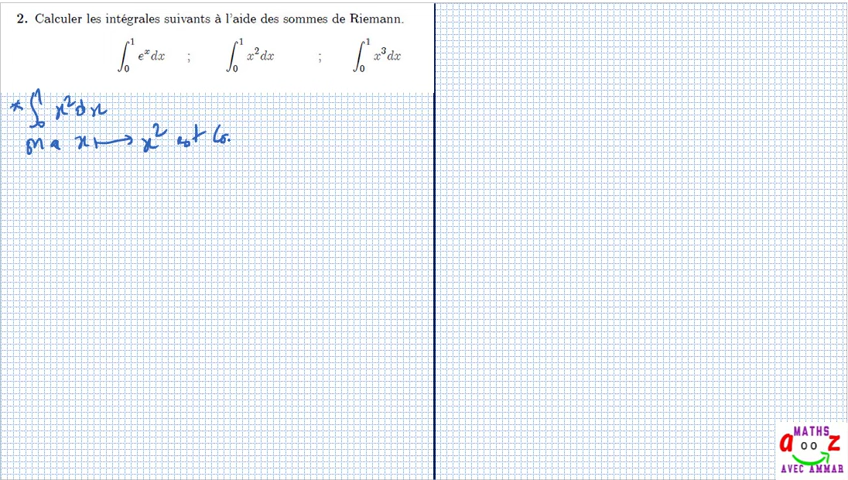 2. Calculer les intégrales suivants à l'aide des sommes de Riemann.
∫₀¹ eˣdx ; ∫₀¹ x²dx ; ∫₀¹ x³dx
* ∫₀¹ x²dx
on a x ⟼ x² est
MATHS
a oo z
AVEC AMMAR